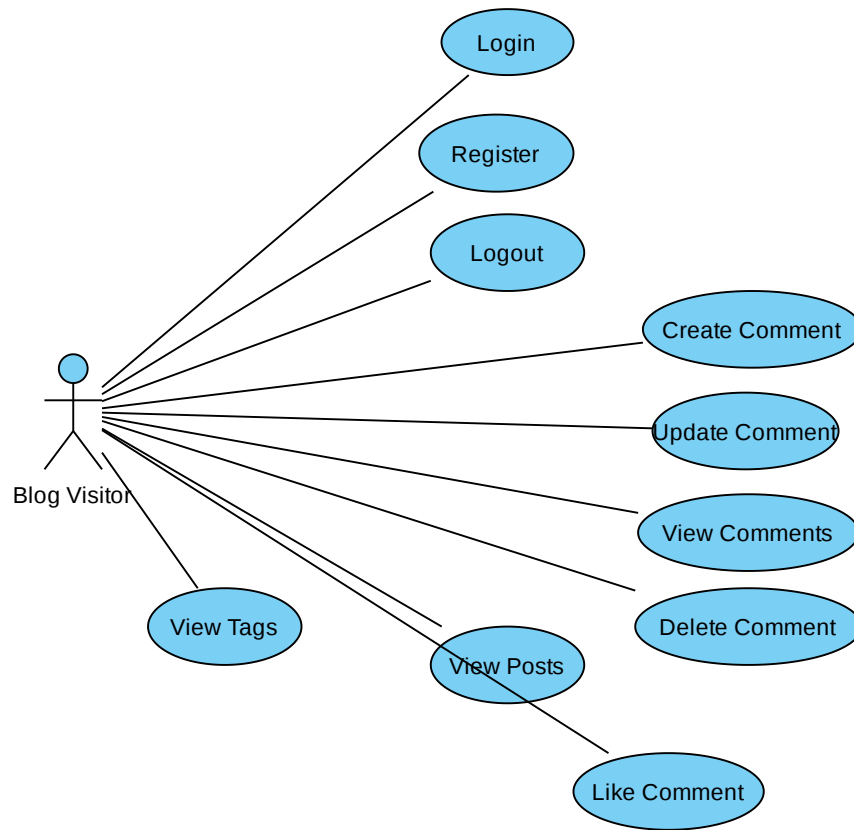 Login
Register
Logout
Create Comment
Update Comment
Blog Visitor
View Comments
View Tags
Delete Comment
View Posts
Like Comment